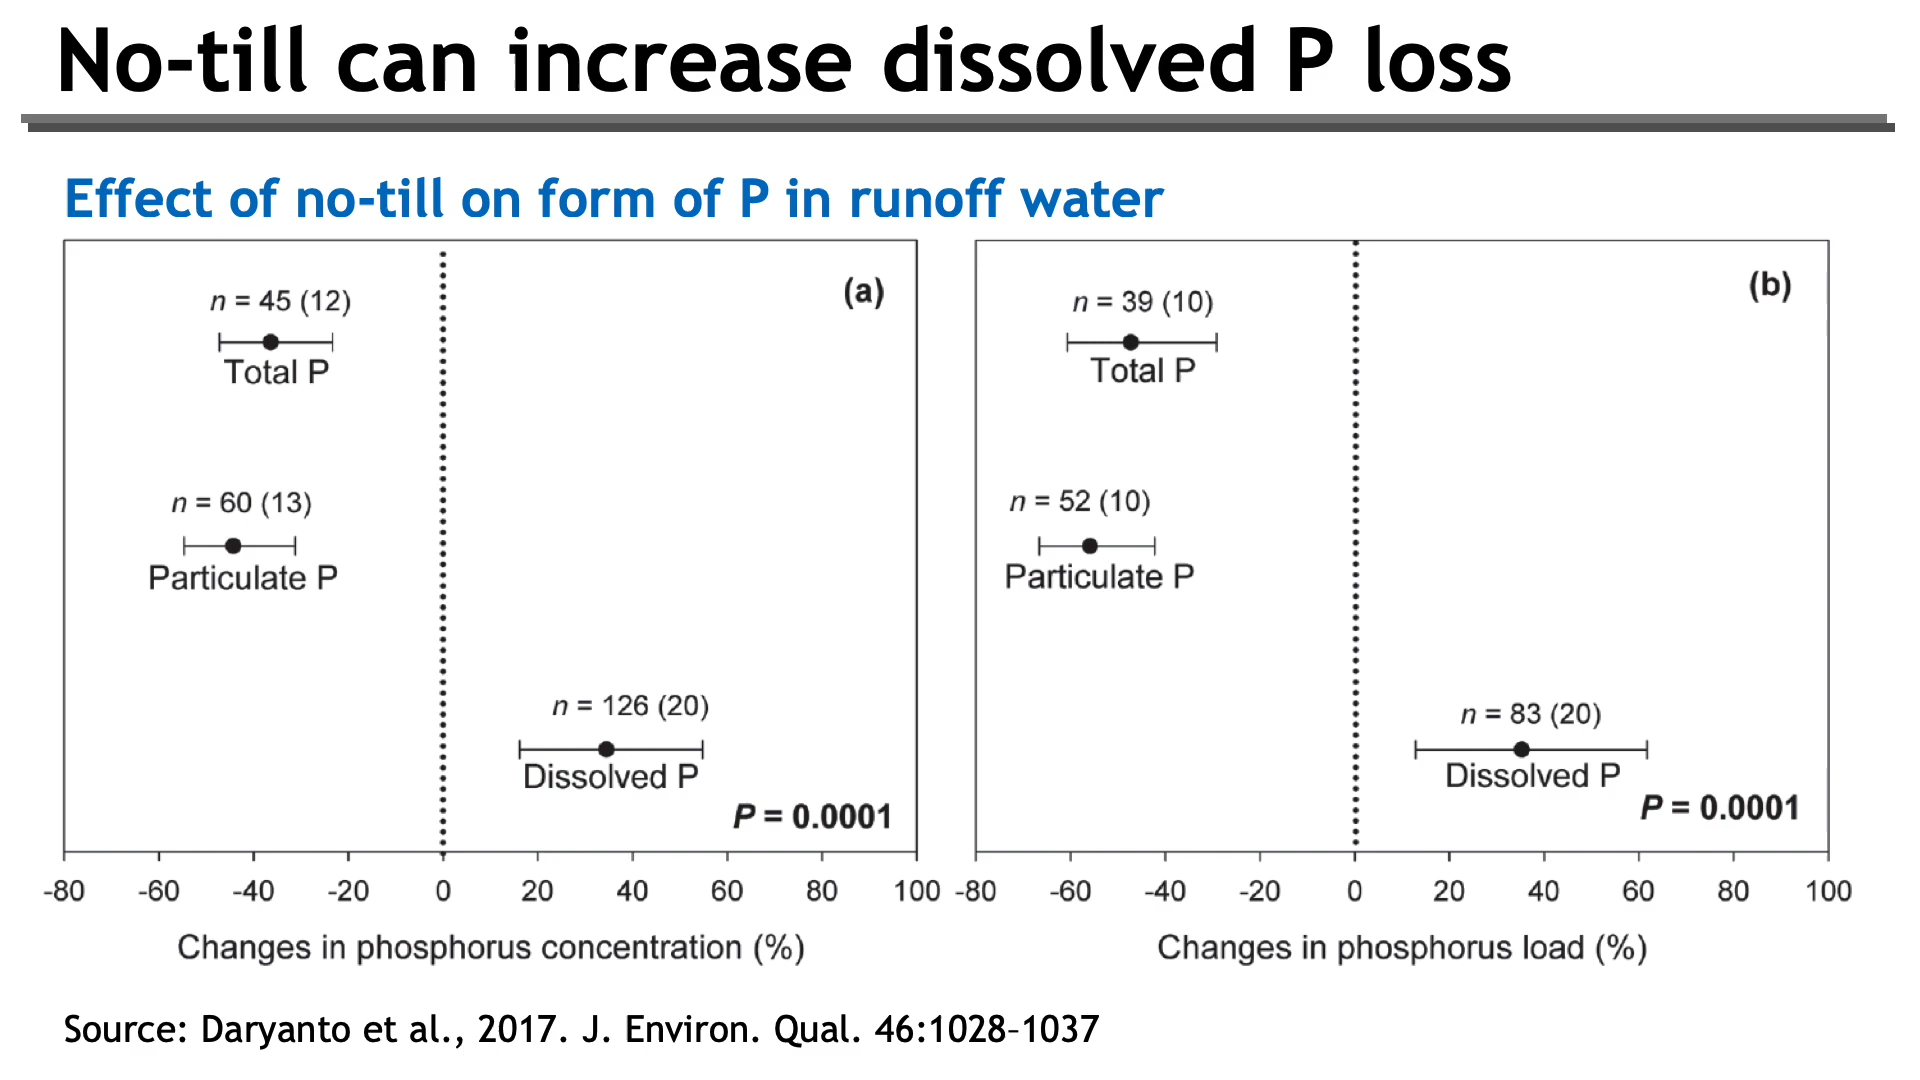 No-till can increase dissolved P loss
Effect of no-till on form of P in runoff water
(a)
n = 45 (12)
Total P
n = 60 (13)
Particulate P
n = 126 (20)
Dissolved P
P = 0.0001
-80 -60 -40 -20 0 20 40 60 80 100
Changes in phosphorus concentration (%)
(b)
n = 39 (10)
Total P
n = 52 (10)
Particulate P
n = 83 (20)
Dissolved P
P = 0.0001
-80 -60 -40 -20 0 20 40 60 80 100
Changes in phosphorus load (%)
Source: Daryanto et al., 2017. J. Environ. Qual. 46:1028–1037